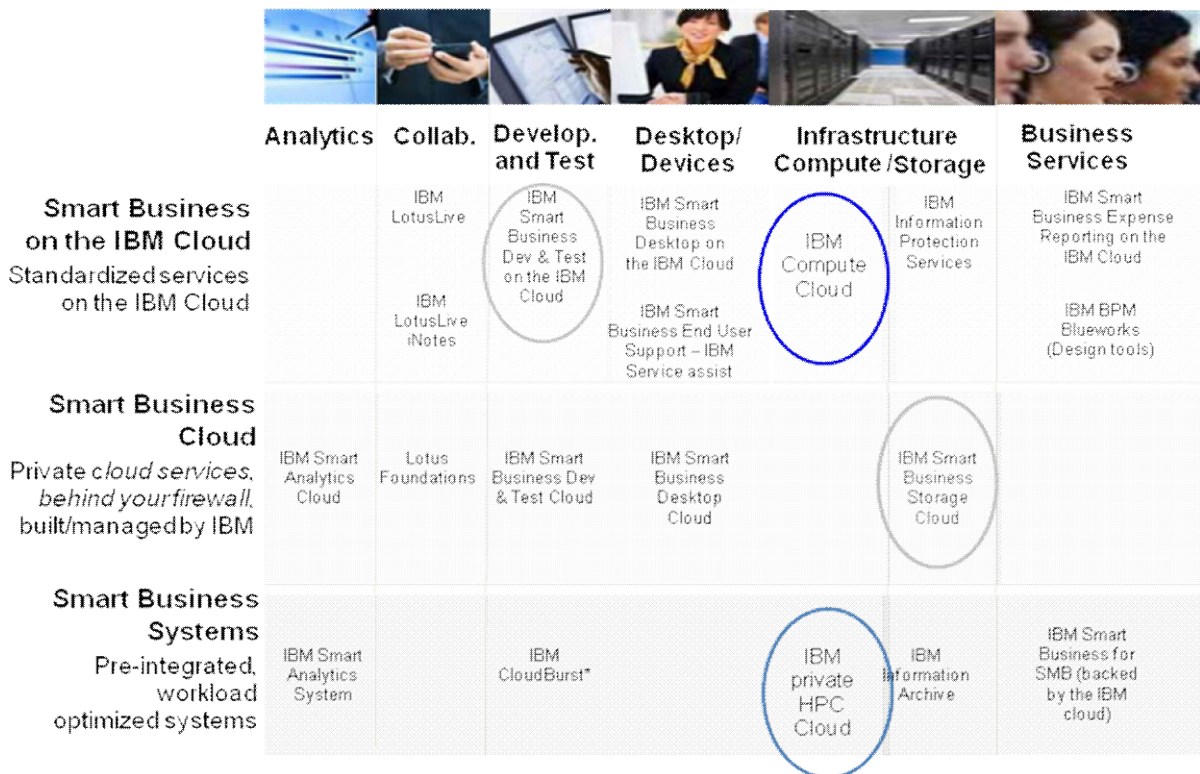 Analytics
Collab.
Develop.
and Test
Desktop/
Devices
Infrastructure
Compute/Storage
Business
Services
Smart Business
on the IBM Cloud
Standardized services
on the IBM Cloud
IBM
LotusLive
IBM
LotusLive
iNotes
IBM
Smart
Business
Dev & Test
on the IBM
Cloud
IBM Smart
Business
Desktop on
the IBM Cloud
IBM Smart
Business End User
Support – IBM
Service assist
IBM
Compute
Cloud
IBM
Information
Protection
Services
IBM Smart
Business Expense
Reporting on the
IBM Cloud
IBM BPM
Blueworks
(Design tools)
Smart Business
Cloud
Private cloud services,
behind your firewall,
built/managed by IBM
IBM Smart
Analytics
Cloud
Lotus
Foundations
IBM Smart
Business Dev
& Test Cloud
IBM Smart
Business
Desktop
Cloud
IBM Smart
Business
Storage
Cloud
Smart Business
Systems
Pre-integrated,
workload
optimized systems
IBM Smart
Analytics
System
IBM
CloudBurst*
IBM
private
HPC
Cloud
IBM
Information
Archive
IBM Smart
Business for
SMB (backed
by the IBM
cloud)